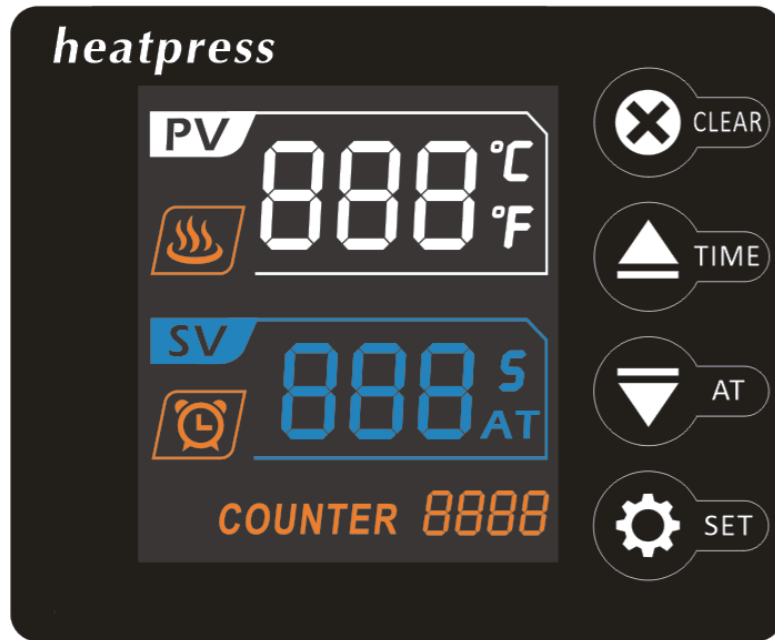 heatpress
PV
888 °C
°F
CLEAR
TIME
SV
888 S
AT
AT
COUNTER 8888
SET